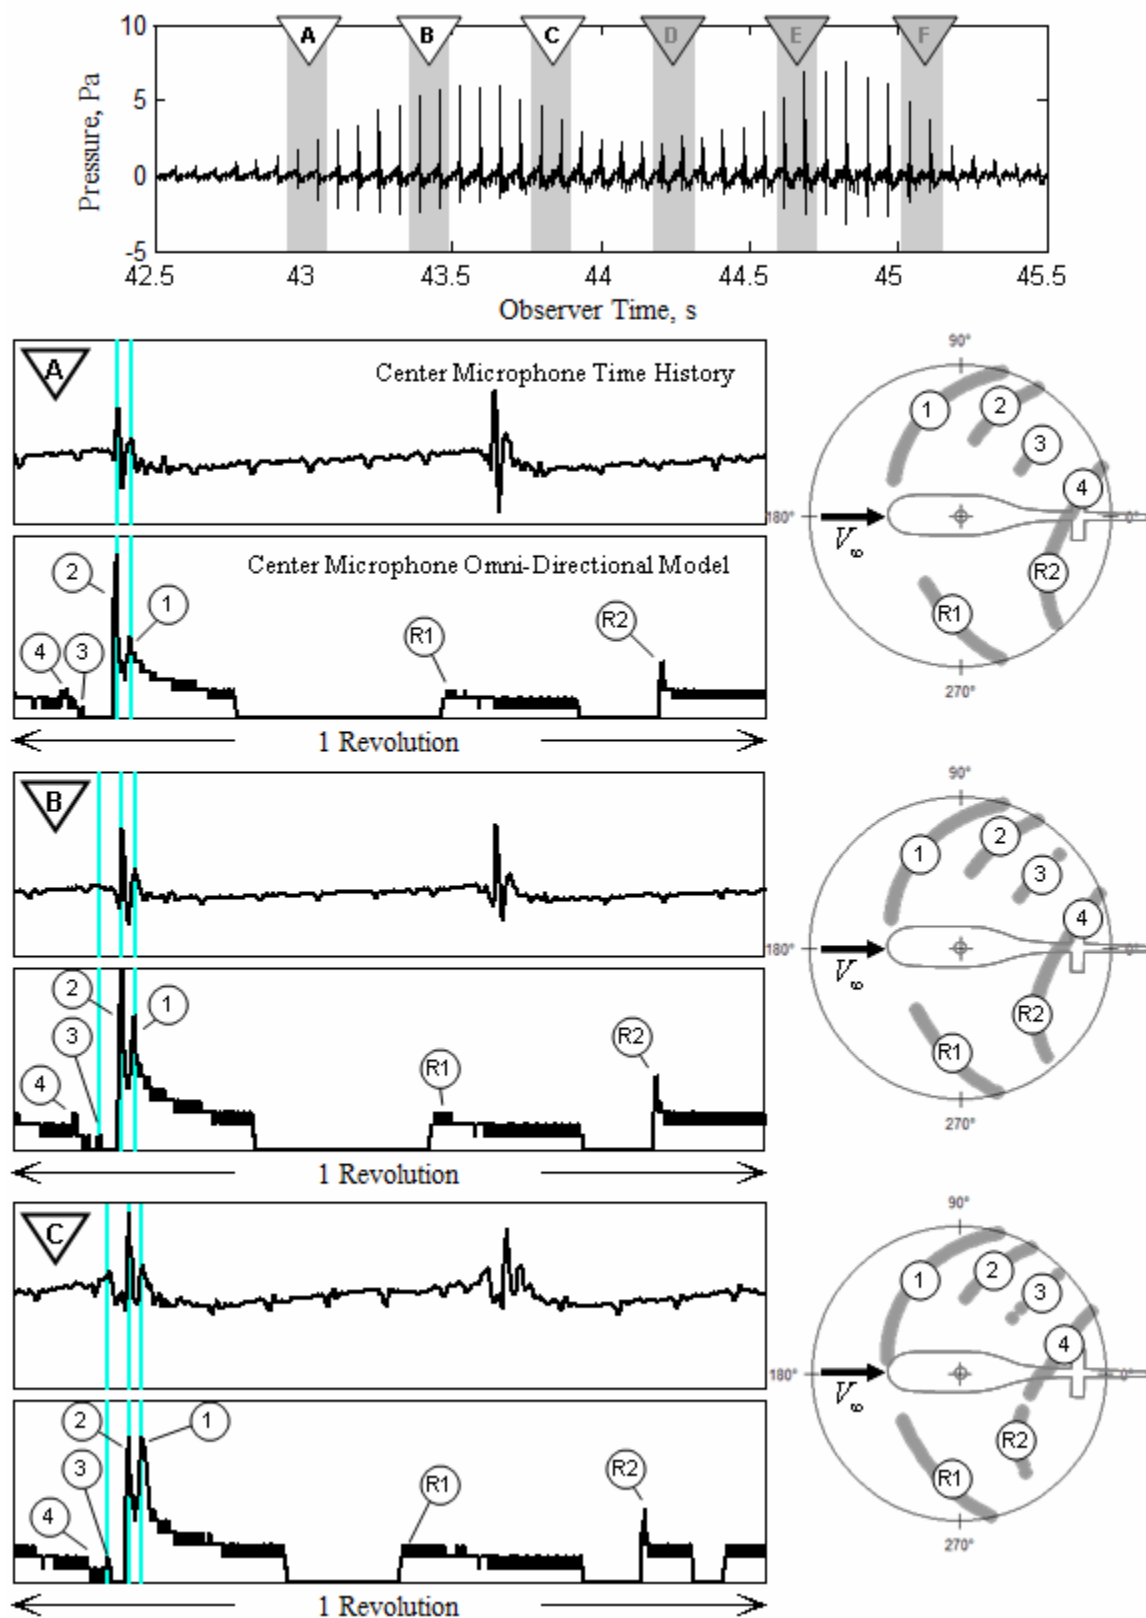 10
A B C D E F
5
0
-5
Pressure, Pa
42.5 43 43.5 44 44.5 45 45.5
Observer Time, s
A
Center Microphone Time History
Center Microphone Omni-Directional Model
2
1
4 3
R1
R2
1 Revolution
90°
1
2
3
4
180°
V∞
0°
R2
R1
270°
B
2
1
3
4
R1
R2
1 Revolution
90°
1
2
3
4
180°
V∞
0°
R2
R1
270°
C
2
1
3
4
R1
R2
1 Revolution
90°
1
2
3
4
180°
V∞
0°
R2
R1
270°